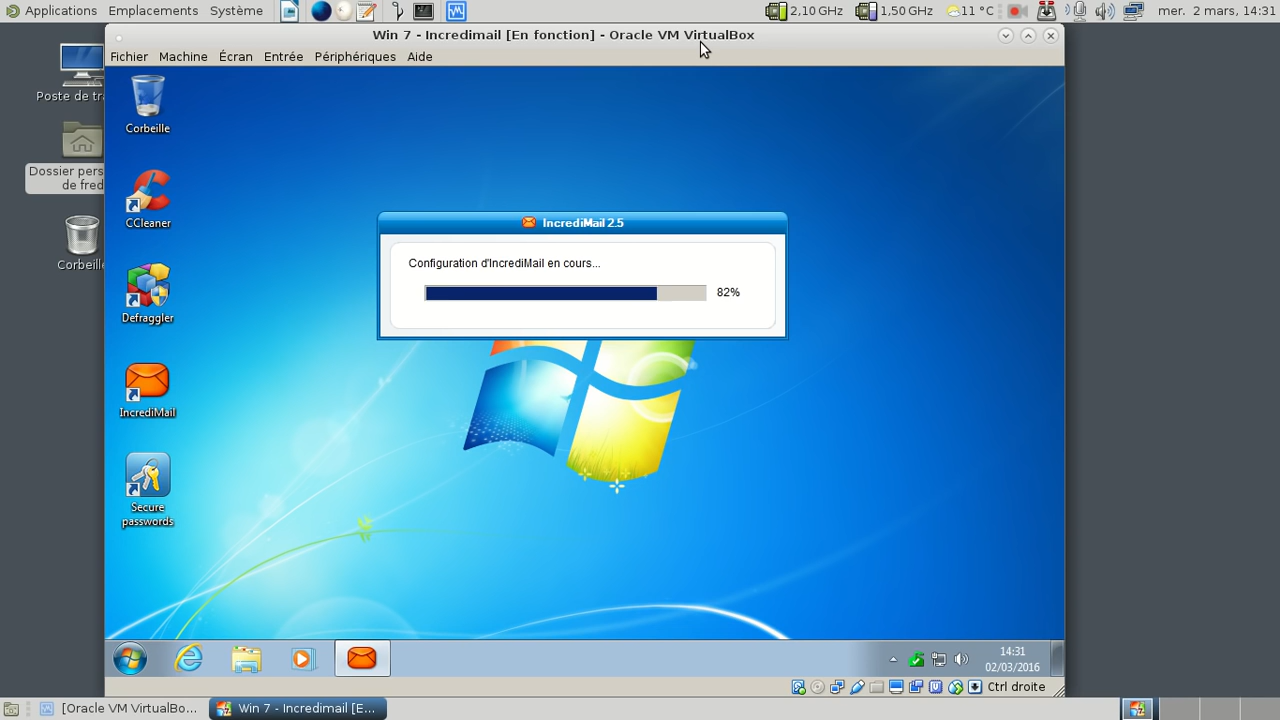 Applications Emplacements Système
2,10 GHz 1,50 GHz 11 °C mer. 2 mars, 14:31
Win 7 - Incredimail [En fonction] - Oracle VM VirtualBox
Fichier Machine Écran Entrée Périphériques Aide
Poste de tra
Dossier pers
de fred
Corbeille
Corbeille
CCleaner
Defraggler
IncrediMail
Secure
passwords
IncrediMail 2.5
Configuration d'IncrediMail en cours...
82%
14:31
02/03/2016
Ctrl droite
[Oracle VM VirtualBo...
Win 7 - Incredimail [E...